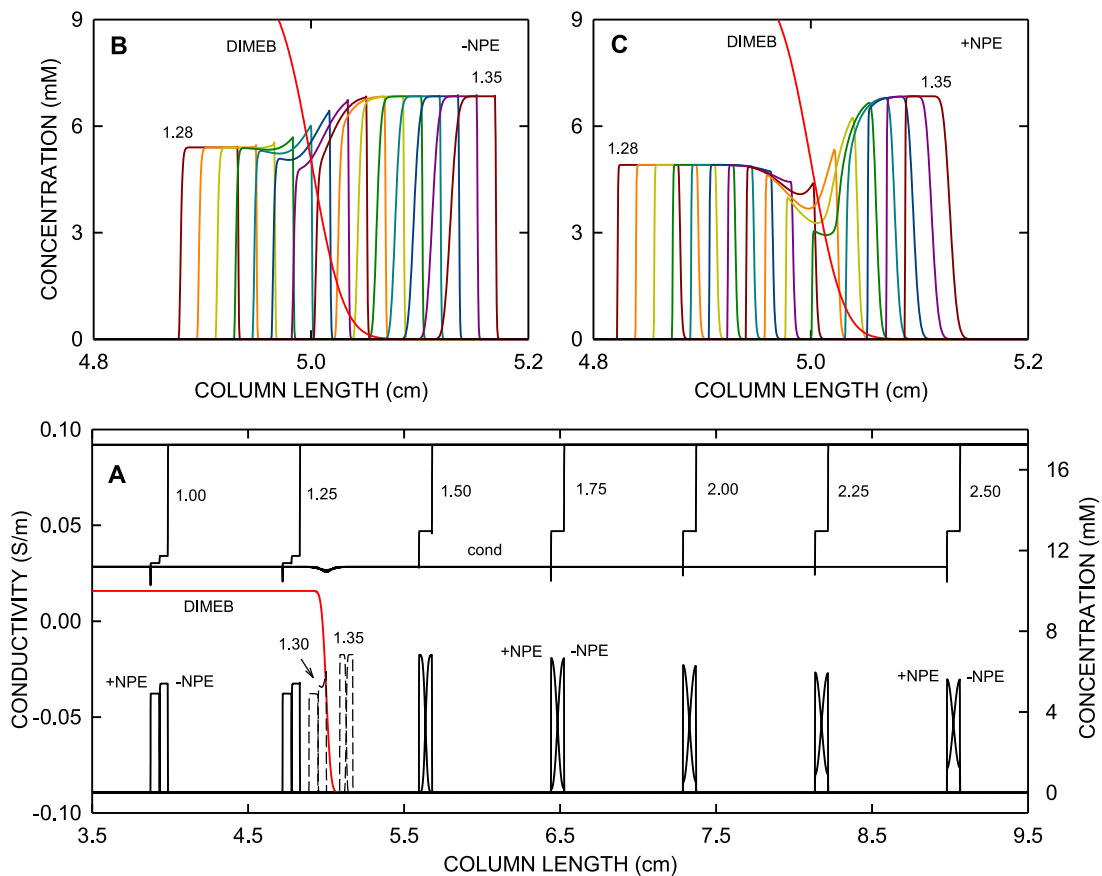 9
6
3
0
CONCENTRATION (mM)
B
DIMEB
-NPE
1.28
1.35
4.8
5.0
5.2
COLUMN LENGTH (cm)
9
6
3
0
C
DIMEB
+NPE
1.28
1.35
4.8
5.0
5.2
COLUMN LENGTH (cm)
0.10
0.05
0.00
-0.05
-0.10
CONDUCTIVITY (S/m)
A
1.00
1.25
1.50
1.75
2.00
2.25
2.50
cond
DIMEB
1.30
1.35
+NPE
-NPE
+NPE
-NPE
+NPE
-NPE
16
12
8
4
0
CONCENTRATION (mM)
3.5
4.5
5.5
6.5
7.5
8.5
9.5
COLUMN LENGTH (cm)